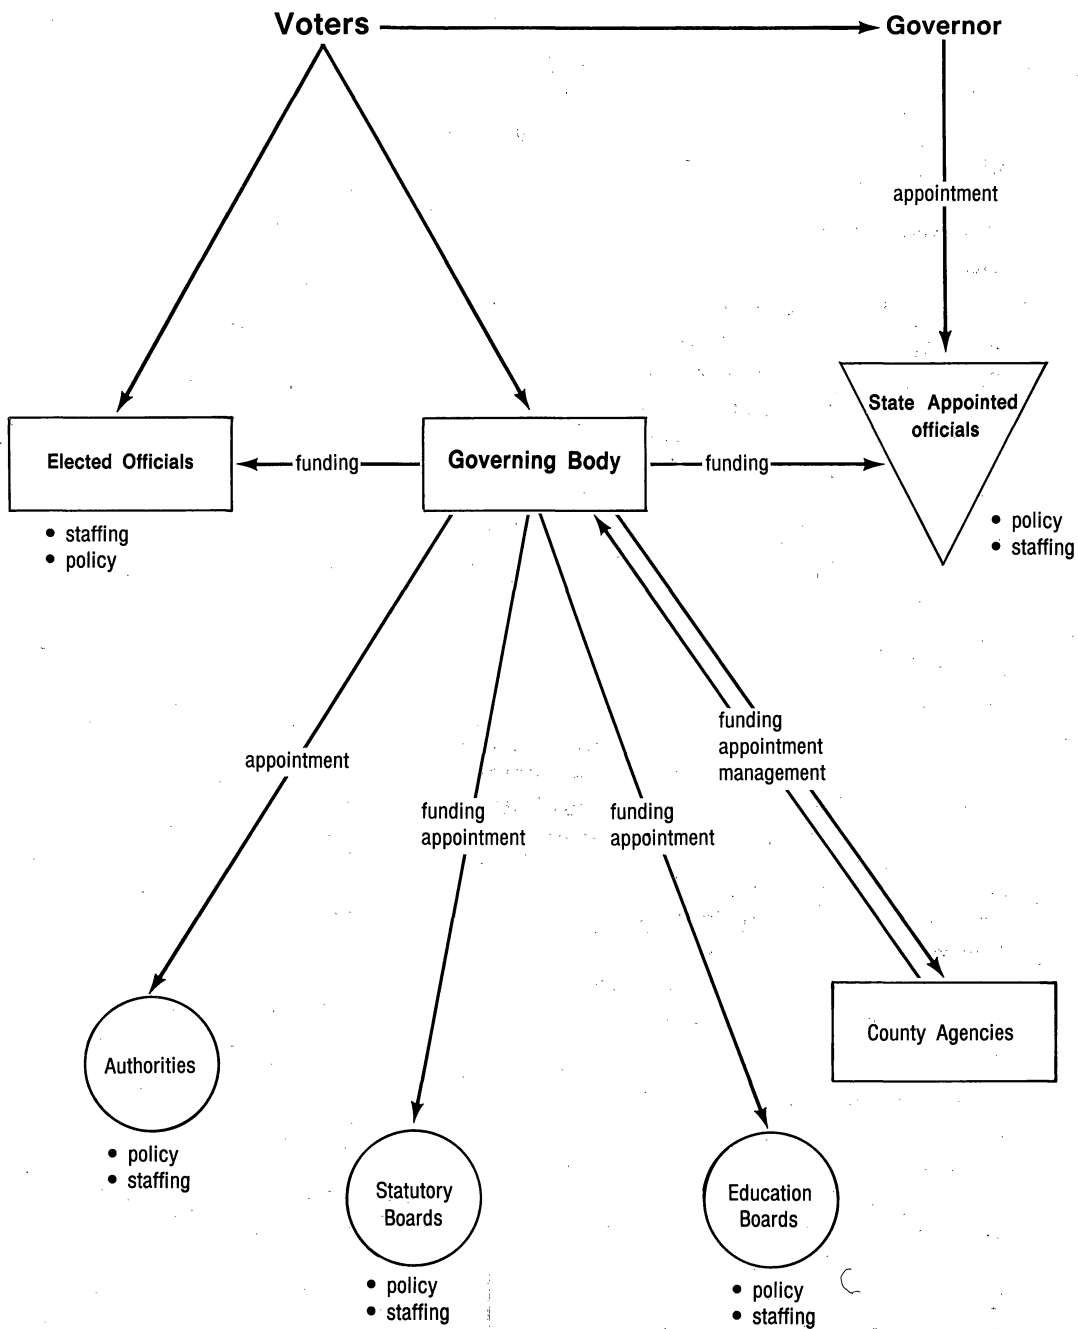 Voters
Governor
appointment
State Appointed
officials
Elected Officials
funding
Governing Body
funding
• staffing
• policy
• policy
• staffing
appointment
funding
appointment
funding
appointment
funding
appointment
management
Authorities
• policy
• staffing
County Agencies
Statutory
Boards
• policy
• staffing
Education
Boards
• policy
• staffing